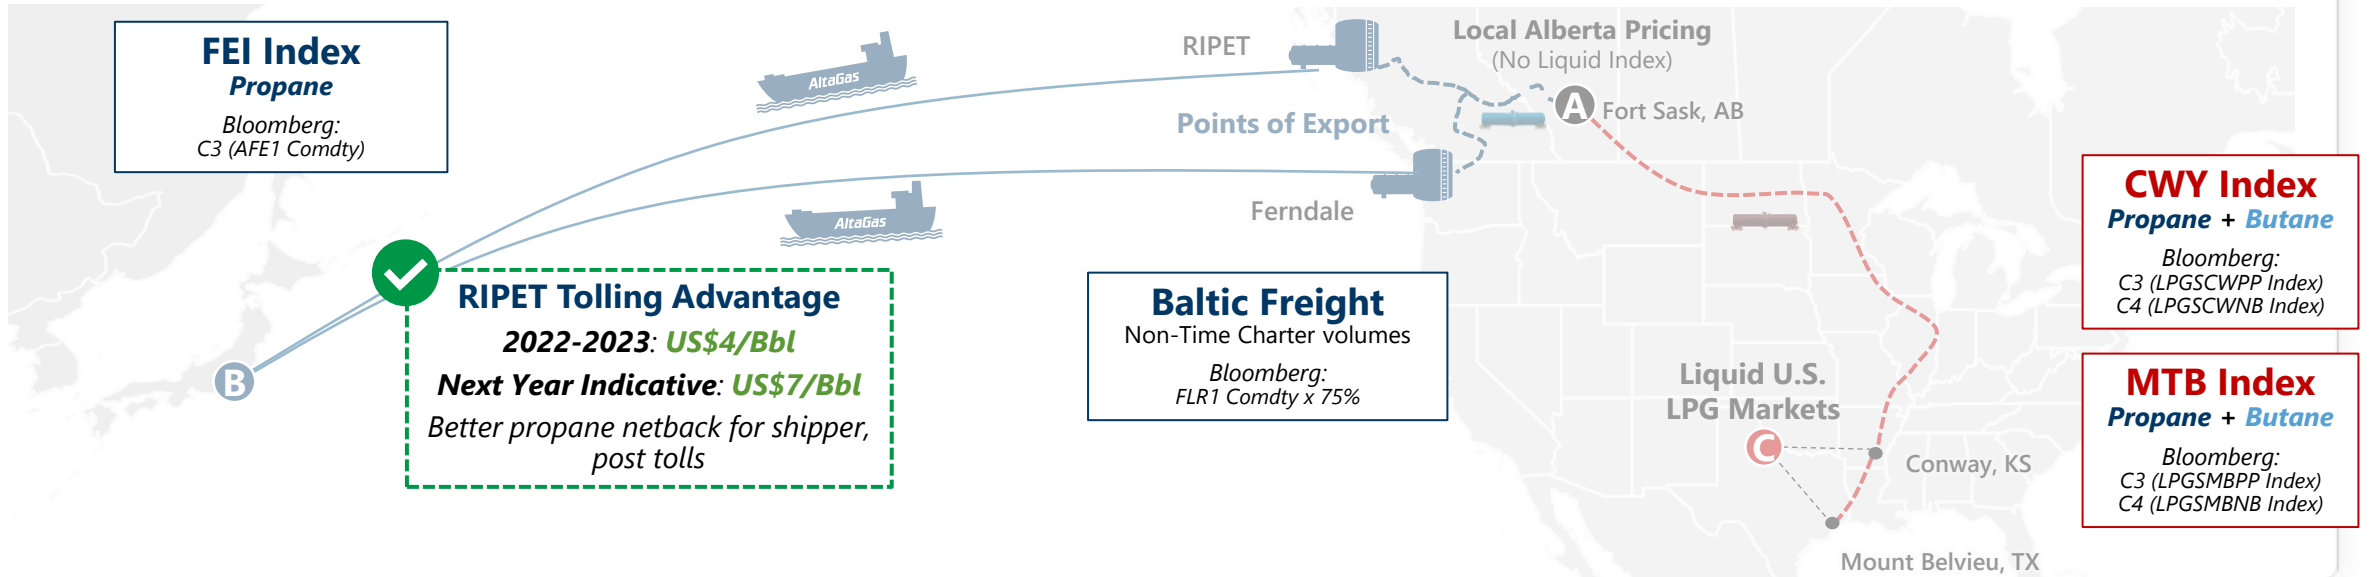 FEI Index
Propane
Bloomberg:
C3 (AFE1 Comdty)
AltaGas
AltaGas
RIPET
Points of Export
Ferndale
Local Alberta Pricing
(No Liquid Index)
A
Fort Sask, AB
B
RIPET Tolling Advantage
2022-2023: US$4/Bbl
Next Year Indicative: US$7/Bbl
Better propane netback for shipper,
post tolls
Baltic Freight
Non-Time Charter volumes
Bloomberg:
FLR1 Comdty x 75%
Liquid U.S.
LPG Markets
C
Conway, KS
Mount Belvieu, TX
CWY Index
Propane + Butane
Bloomberg:
C3 (LPGSCWPP Index)
C4 (LPGSCWNB Index)
MTB Index
Propane + Butane
Bloomberg:
C3 (LPGSMBPP Index)
C4 (LPGSMBNB Index)